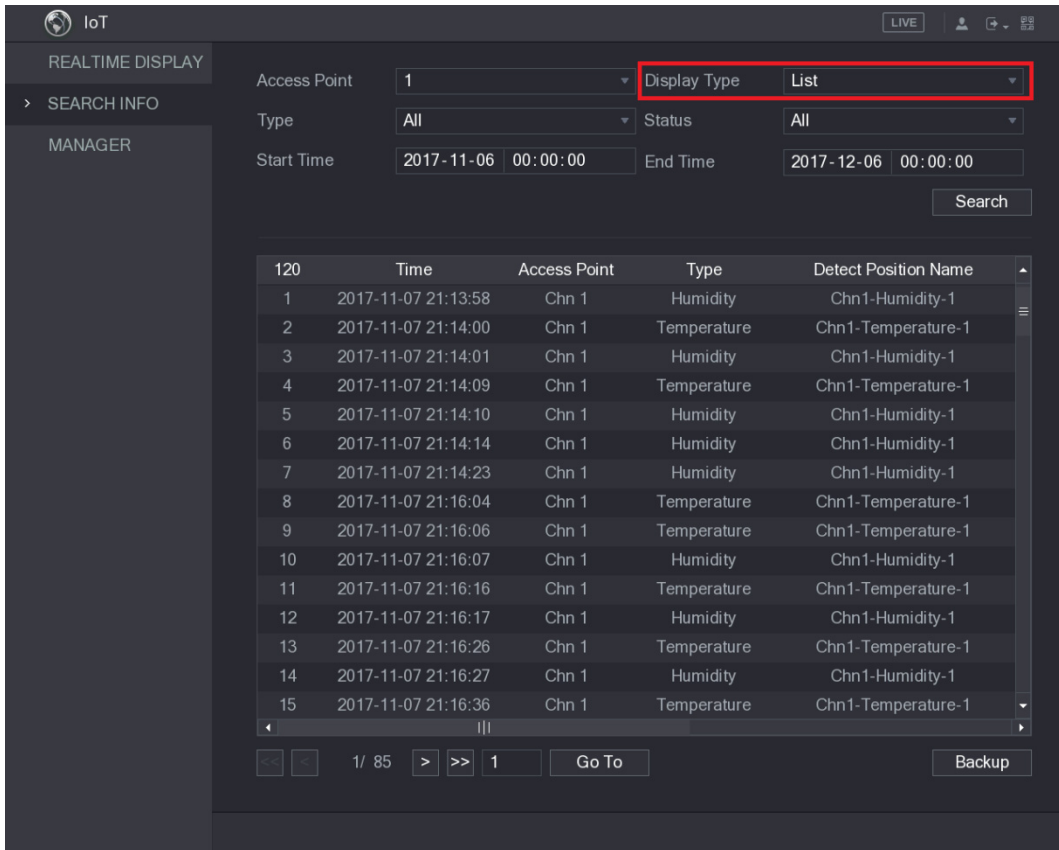 IoT LIVE
REALTIME DISPLAY
SEARCH INFO
MANAGER
Access Point 1 Display Type List
Type All Status All
Start Time 2017-11-06 00:00:00 End Time 2017-12-06 00:00:00
Search
120 Time Access Point Type Detect Position Name
1 2017-11-07 21:13:58 Chn 1 Humidity Chn1-Humidity-1
2 2017-11-07 21:14:00 Chn 1 Temperature Chn1-Temperature-1
3 2017-11-07 21:14:01 Chn 1 Humidity Chn1-Humidity-1
4 2017-11-07 21:14:09 Chn 1 Temperature Chn1-Temperature-1
5 2017-11-07 21:14:10 Chn 1 Humidity Chn1-Humidity-1
6 2017-11-07 21:14:14 Chn 1 Humidity Chn1-Humidity-1
7 2017-11-07 21:14:23 Chn 1 Humidity Chn1-Humidity-1
8 2017-11-07 21:16:04 Chn 1 Temperature Chn1-Temperature-1
9 2017-11-07 21:16:06 Chn 1 Temperature Chn1-Temperature-1
10 2017-11-07 21:16:07 Chn 1 Humidity Chn1-Humidity-1
11 2017-11-07 21:16:16 Chn 1 Temperature Chn1-Temperature-1
12 2017-11-07 21:16:17 Chn 1 Humidity Chn1-Humidity-1
13 2017-11-07 21:16:26 Chn 1 Temperature Chn1-Temperature-1
14 2017-11-07 21:16:27 Chn 1 Humidity Chn1-Humidity-1
15 2017-11-07 21:16:36 Chn 1 Temperature Chn1-Temperature-1
<< < 1/ 85 > >> 1 Go To Backup